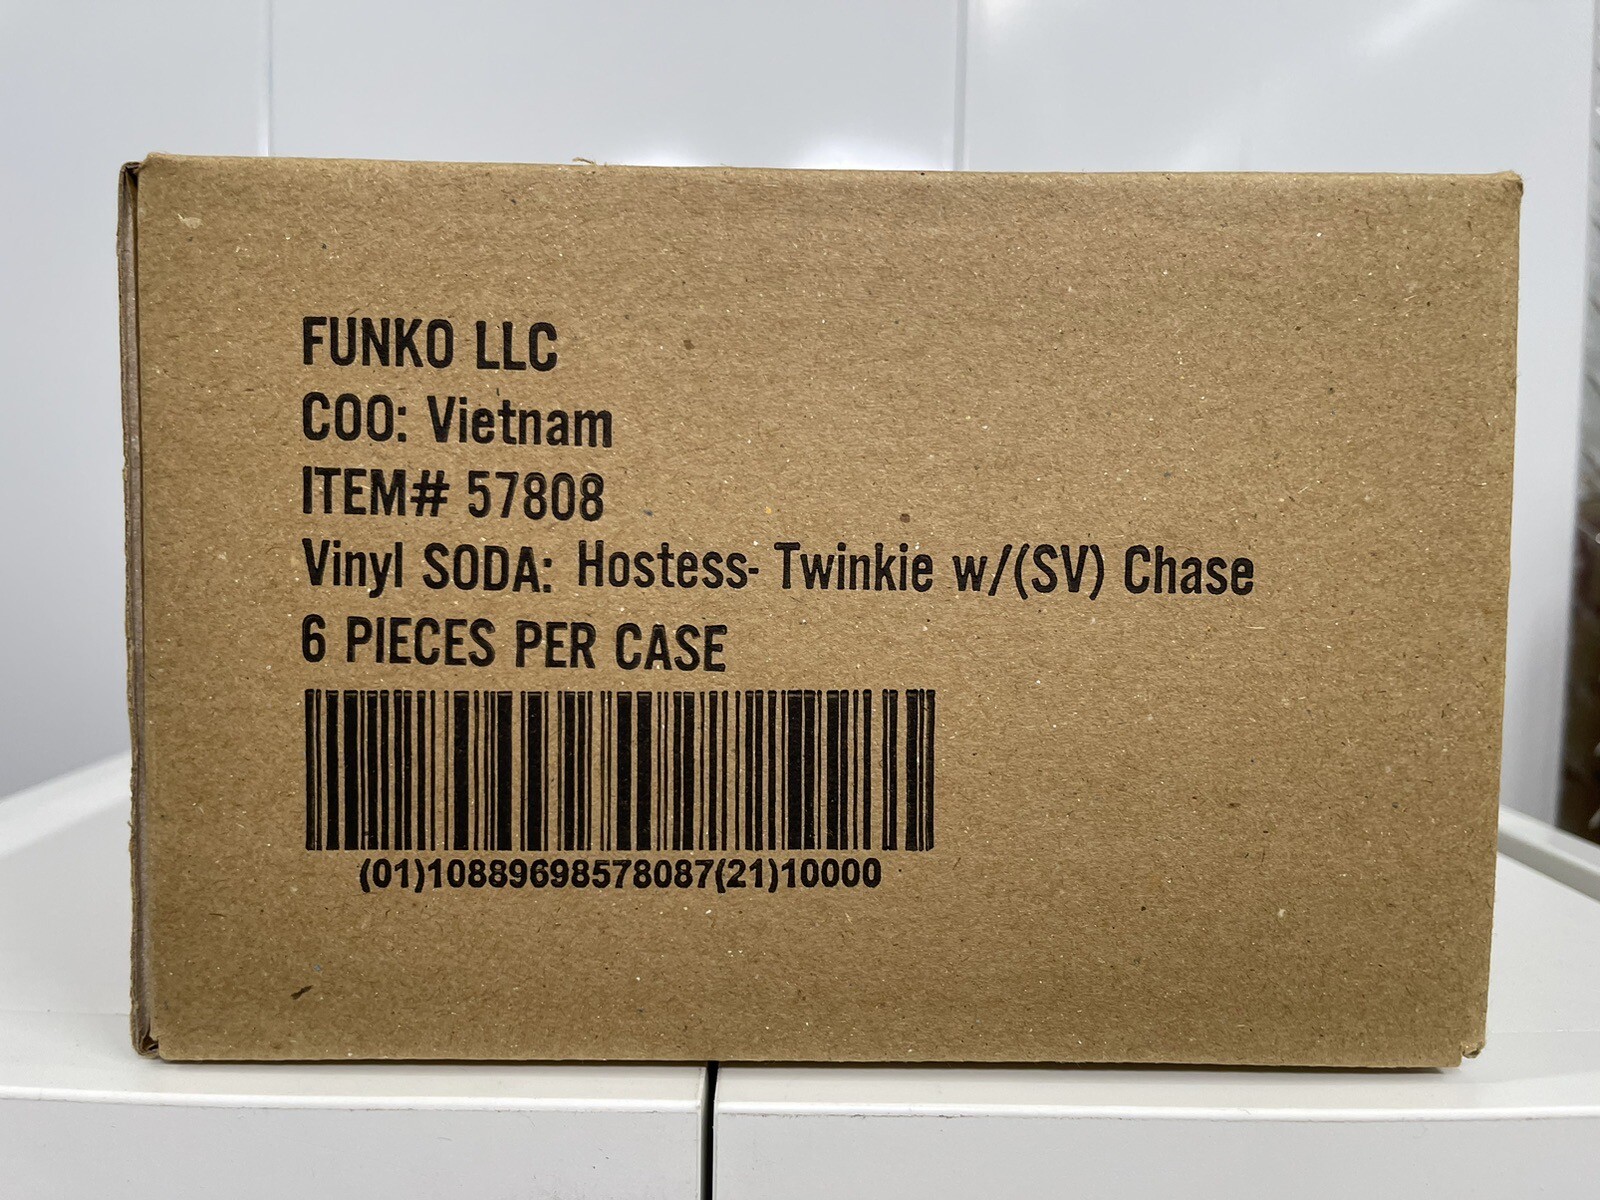 FUNKO LLC
COO: Vietnam
ITEM# 57808
Vinyl SODA: Hostess- Twinkie w/(SV) Chase
6 PIECES PER CASE
(01)10889698578087(21)10000